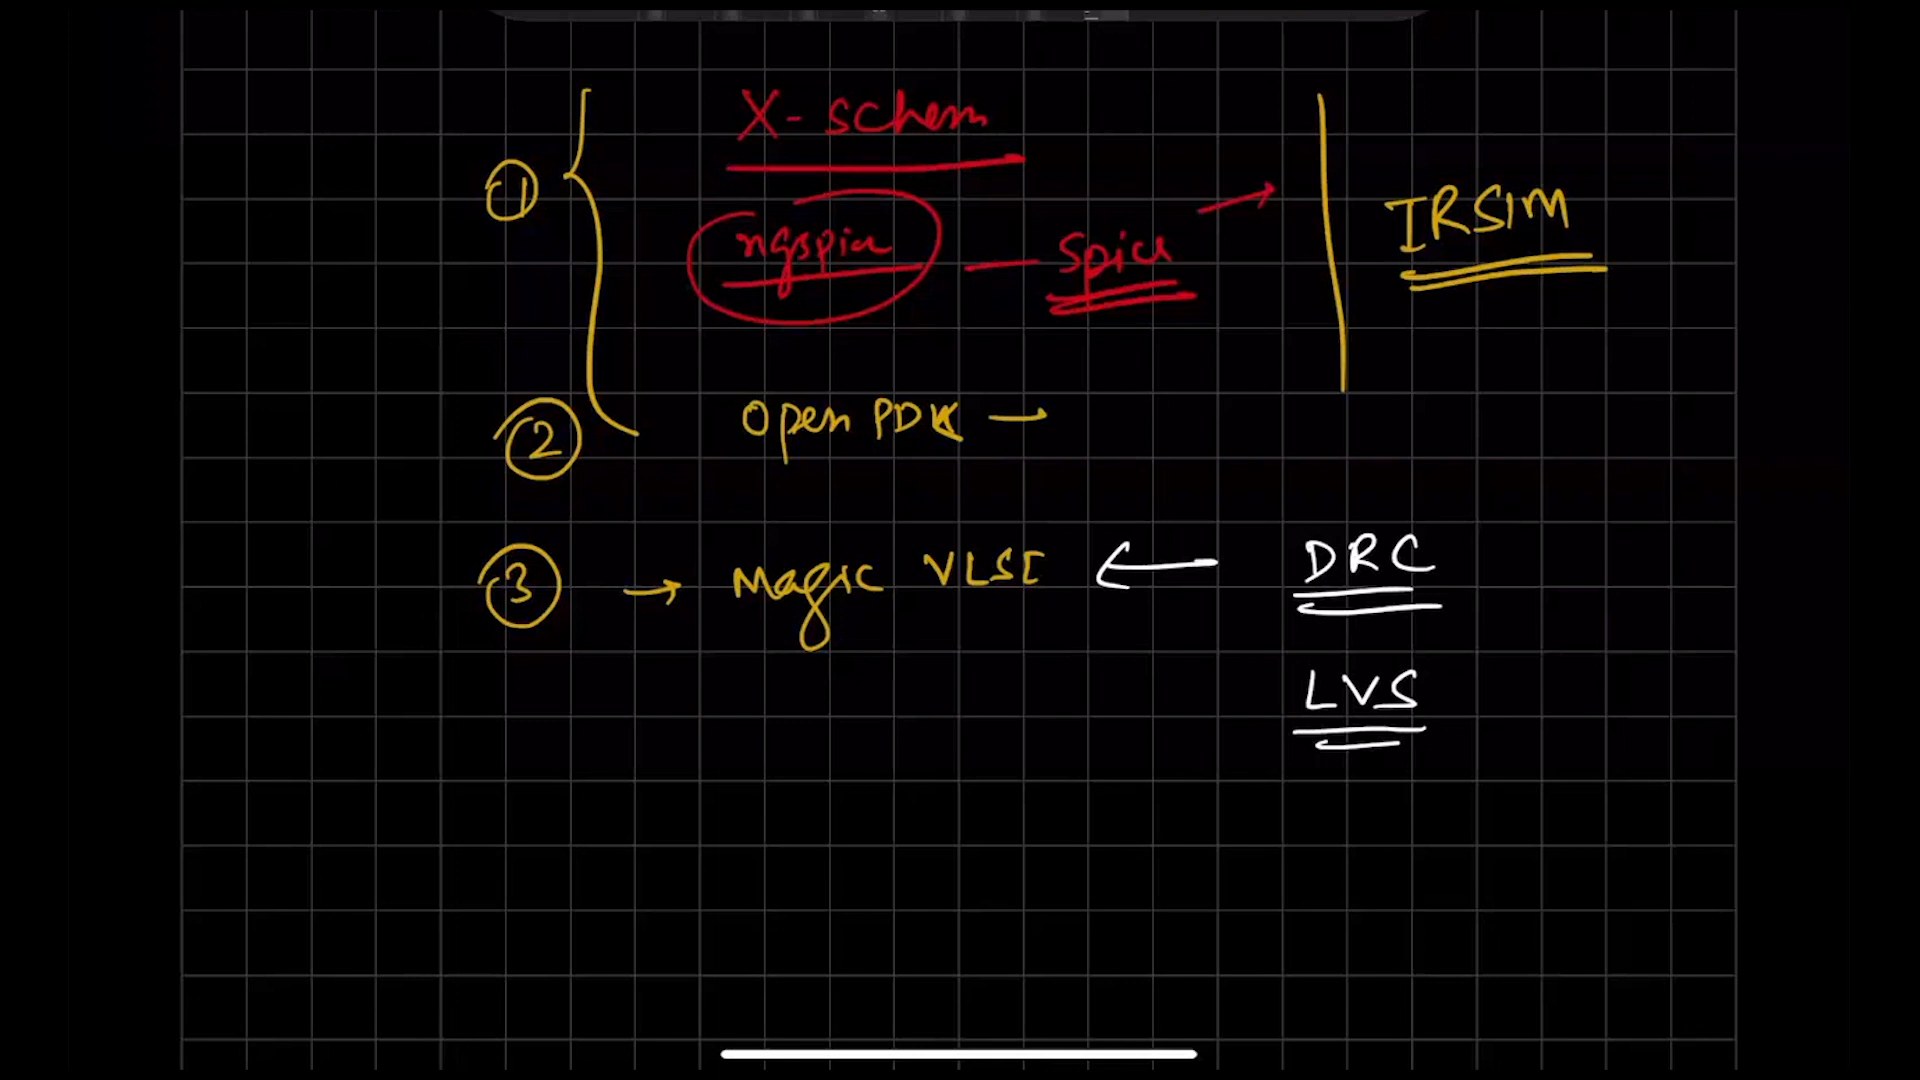 X-schem
① ngspice — Spice → IRSIM
② Open PDK →
③ → Magic VLSI ← DRC
LVS